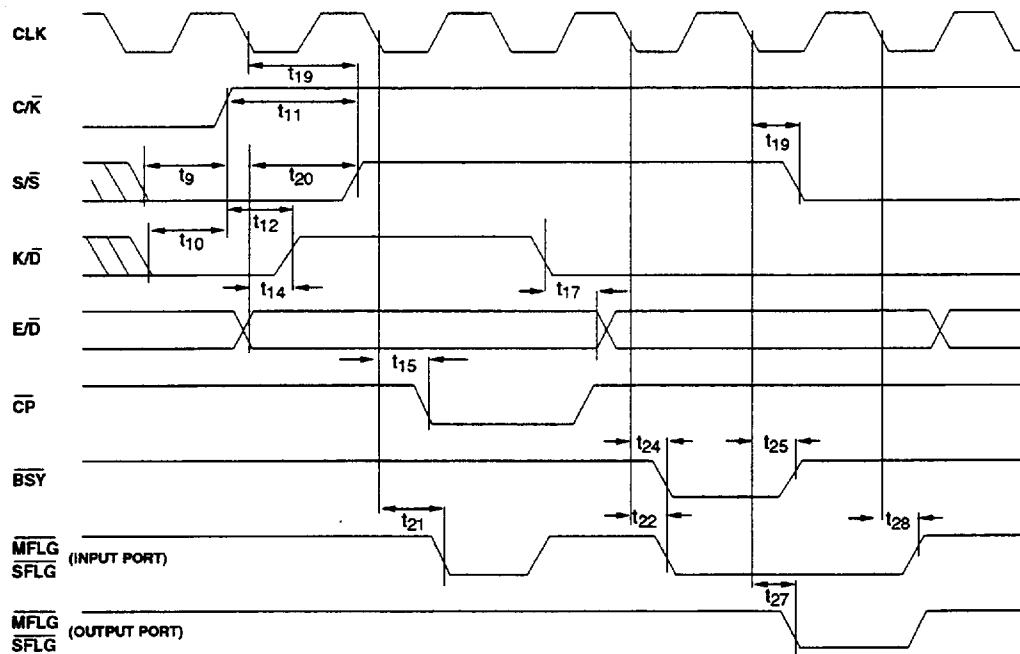 CLK
t19
C/K̅
t11
t19
S/S̅
t9
t20
t12
K/D̅
t10
t14
t17
E/D̅
t15
C̅P̅
t24
t25
B̅S̅Y̅
t21
t22
t28
M̅F̅L̅G̅ (INPUT PORT)
S̅F̅L̅G̅
t27
M̅F̅L̅G̅ (OUTPUT PORT)
S̅F̅L̅G̅